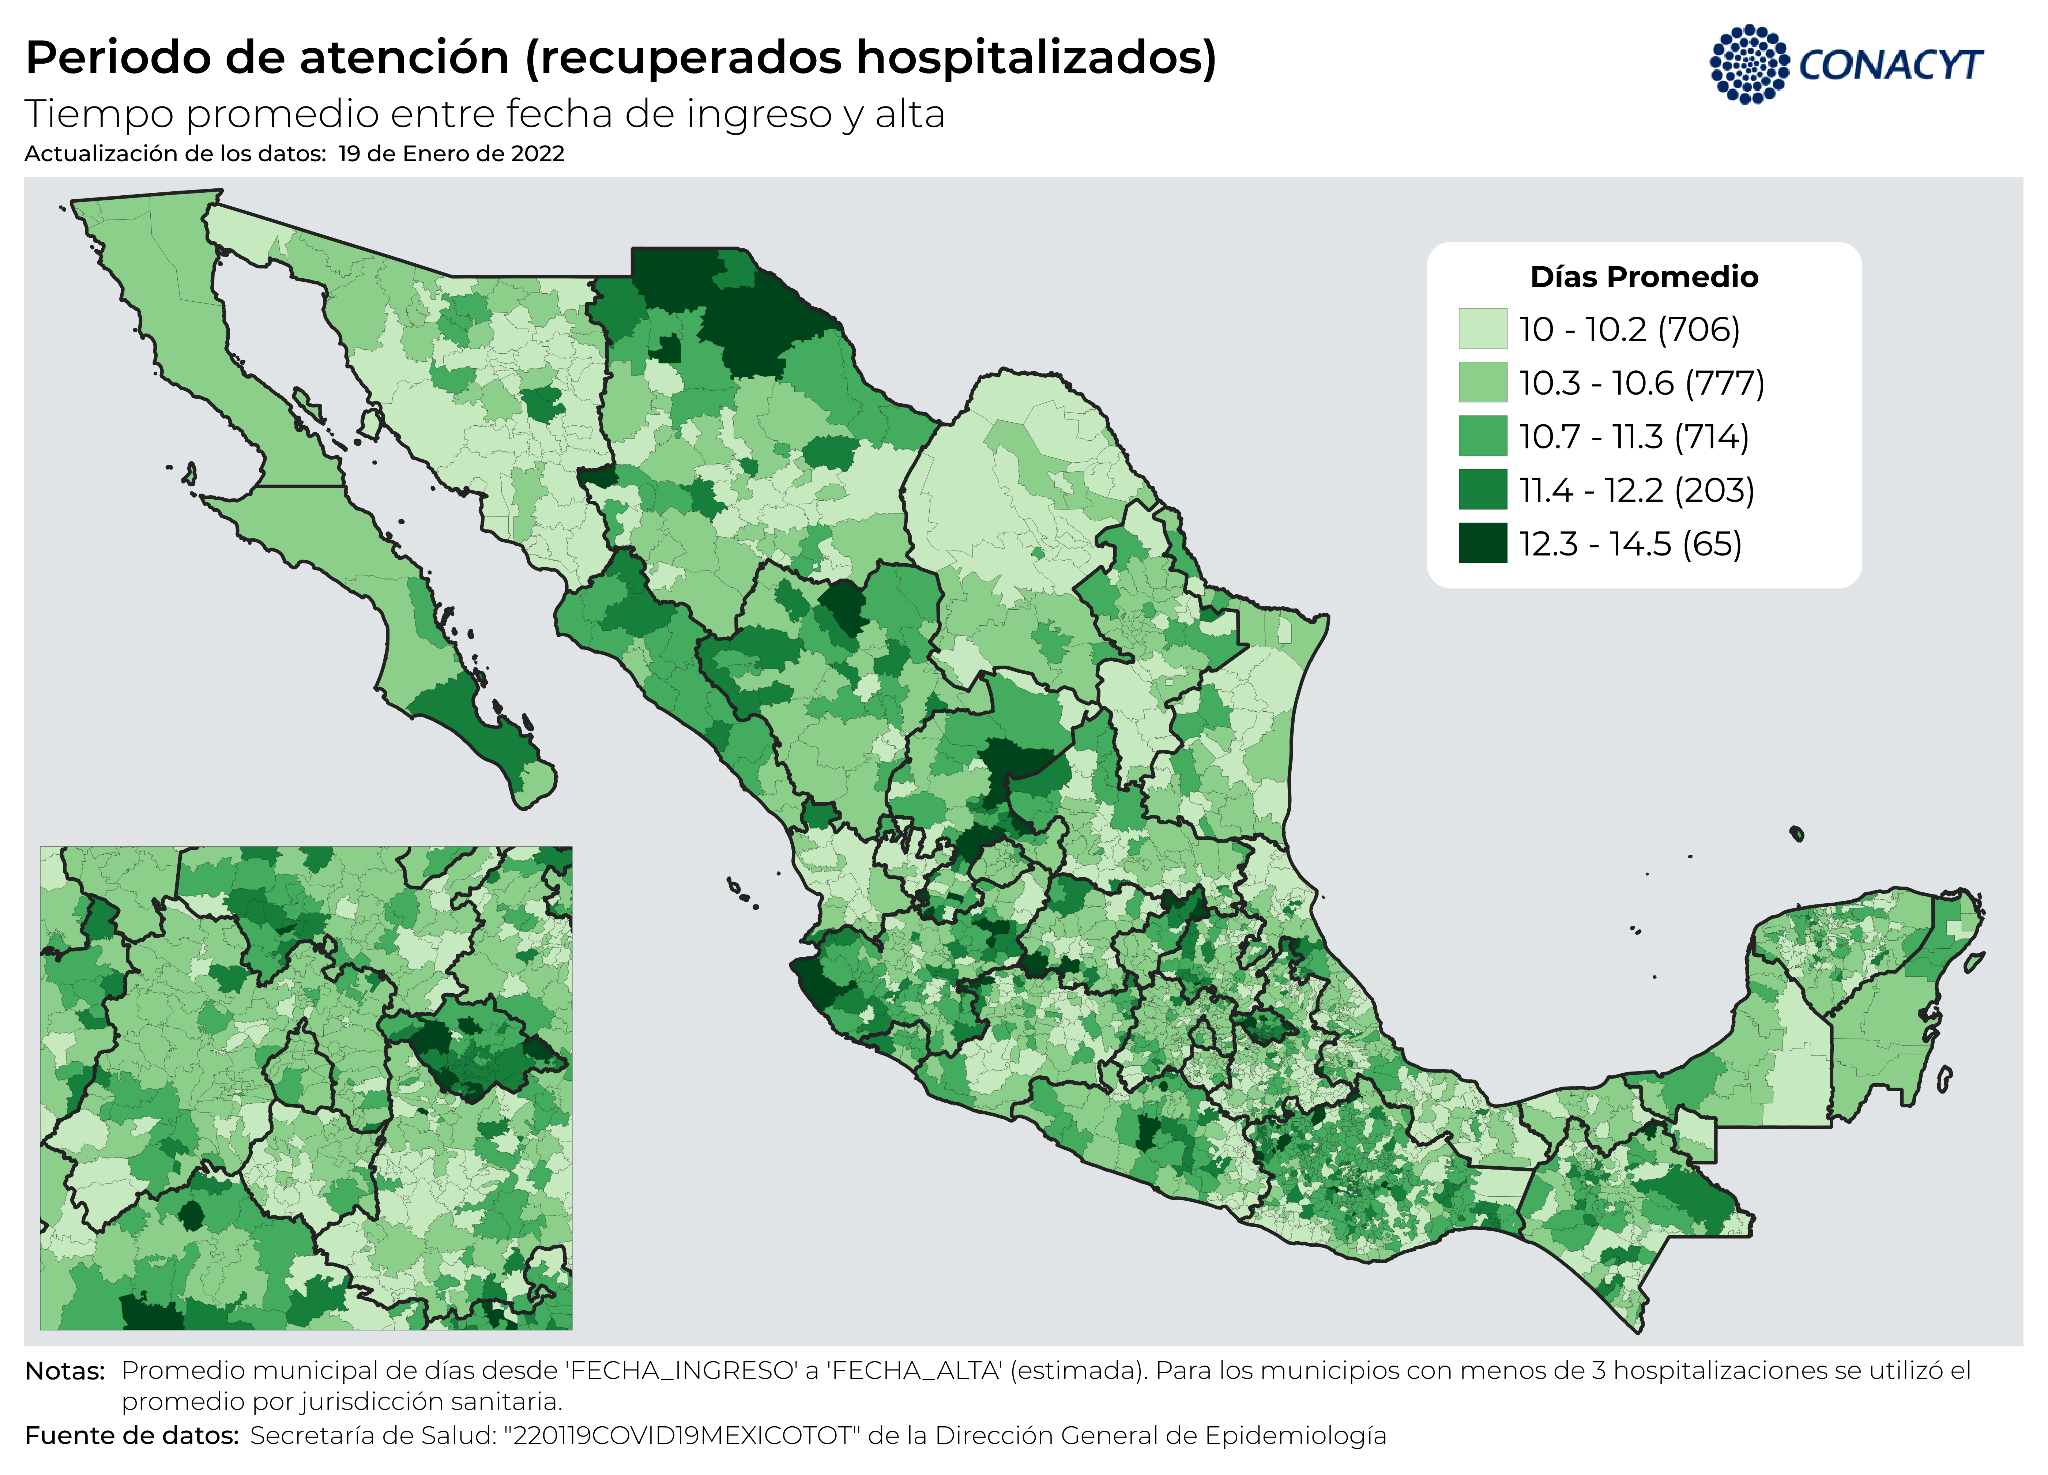 Periodo de atención (recuperados hospitalizados)
CONACYT
Tiempo promedio entre fecha de ingreso y alta
Actualización de los datos: 19 de Enero de 2022
Días Promedio
10 - 10.2 (706)
10.3 - 10.6 (777)
10.7 - 11.3 (714)
11.4 - 12.2 (203)
12.3 - 14.5 (65)
Notas: Promedio municipal de días desde 'FECHA_INGRESO' a 'FECHA_ALTA' (estimada). Para los municipios con menos de 3 hospitalizaciones se utilizó el
promedio por jurisdicción sanitaria.
Fuente de datos: Secretaría de Salud: "220119COVID19MEXICOTOT" de la Dirección General de Epidemiología